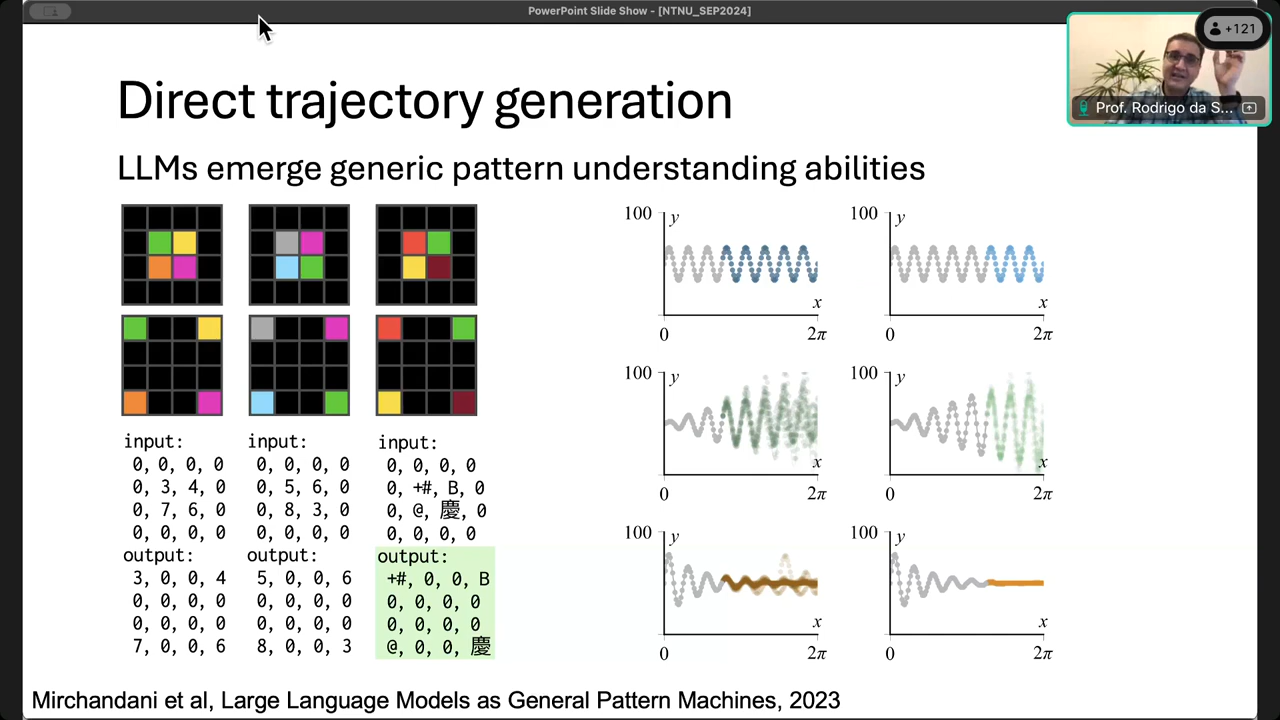 PowerPoint Slide Show - [NTNU_SEP2024]
+121
Prof. Rodrigo da S...
Direct trajectory generation
LLMs emerge generic pattern understanding abilities
input:
0, 0, 0, 0
0, 3, 4, 0
0, 7, 6, 0
0, 0, 0, 0
output:
3, 0, 0, 4
0, 0, 0, 0
0, 0, 0, 0
7, 0, 0, 6
input:
0, 0, 0, 0
0, 5, 6, 0
0, 8, 3, 0
0, 0, 0, 0
output:
5, 0, 0, 6
0, 0, 0, 0
0, 0, 0, 0
8, 0, 0, 3
input:
0, 0, 0, 0
0, +#, B, 0
0, @, 慶, 0
0, 0, 0, 0
output:
+#, 0, 0, B
0, 0, 0, 0
0, 0, 0, 0
@, 0, 0, 慶
100 y
x
0 2π
100 y
x
0 2π
100 y
x
0 2π
100 y
x
0 2π
100 y
x
0 2π
100 y
x
0 2π
Mirchandani et al, Large Language Models as General Pattern Machines, 2023